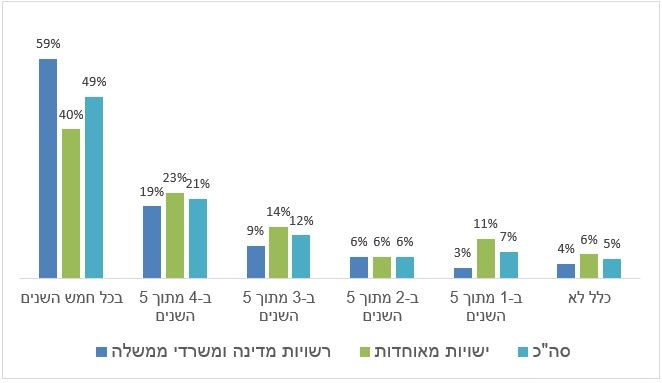 59%
40%
49%
19%
23%
21%
9%
14%
12%
6%
6%
6%
3%
11%
7%
4%
6%
5%
בכל חמש השנים
ב-4 מתוך 5
השנים
ב-3 מתוך 5
השנים
ב-2 מתוך 5
השנים
ב-1 מתוך 5
השנים
כלל לא
רשויות מדינה ומשרדי ממשלה
ישויות מאוחדות
סה"כ